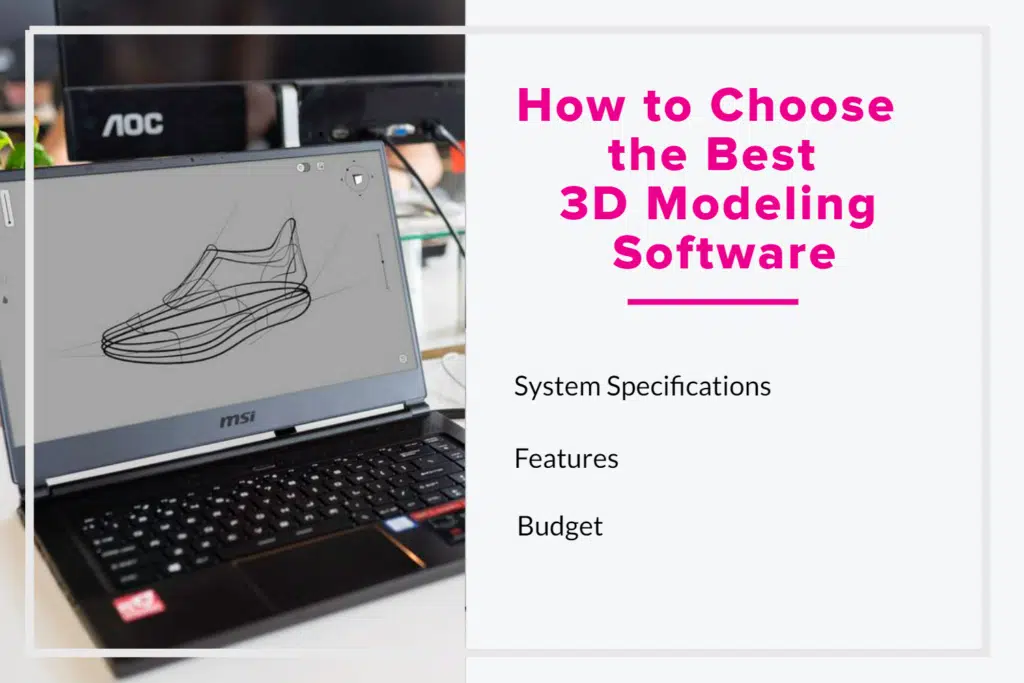 AOC
msi
How to Choose
the Best
3D Modeling
Software
System Specifications
Features
Budget